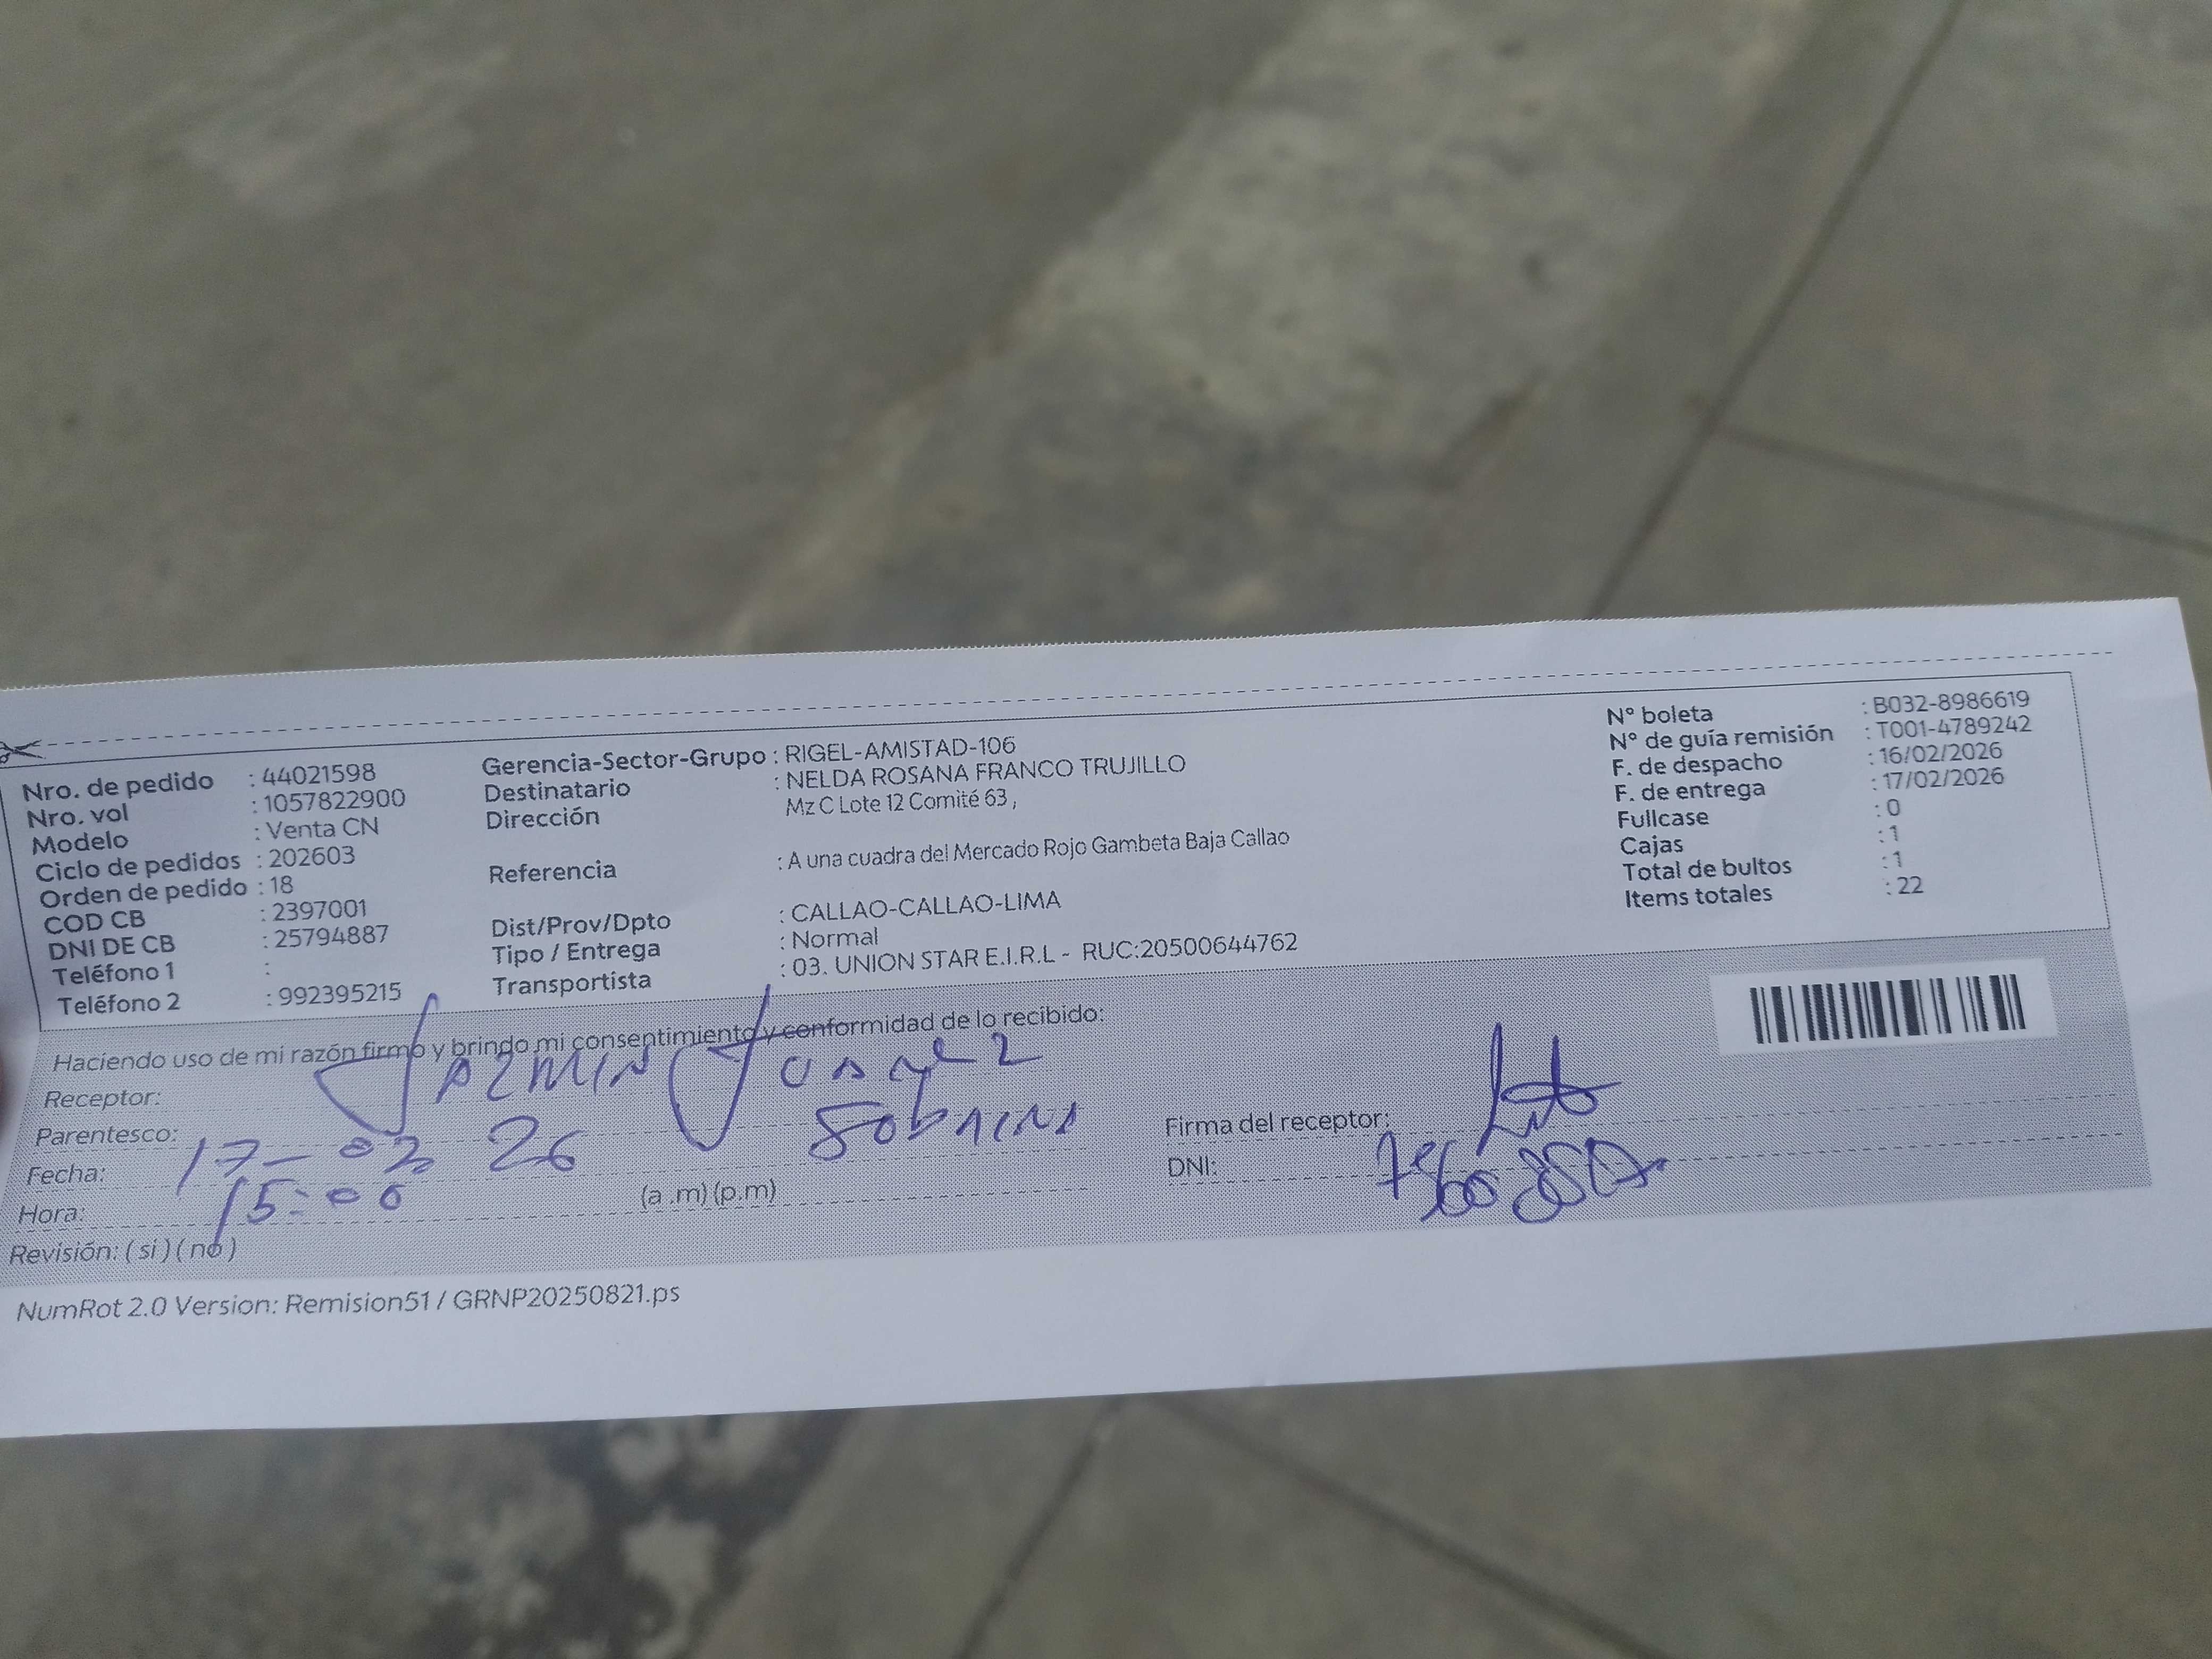 Nro. de pedido : 44021598
Nro. vol : 1057822900
Modelo : Venta CN
Ciclo de pedidos : 202603
Orden de pedido : 18
COD CB : 2397001
DNI DE CB : 25794887
Teléfono 1 :
Teléfono 2 : 992395215
Gerencia-Sector-Grupo : RIGEL-AMISTAD-106
Destinatario : NELDA ROSANA FRANCO TRUJILLO
Dirección Mz C Lote 12 Comité 63 ,
Referencia : A una cuadra del Mercado Rojo Gambeta Baja Callao
Dist/Prov/Dpto : CALLAO-CALLAO-LIMA
Tipo / Entrega : Normal
Transportista : 03. UNION STAR E.I.R.L - RUC:20500644762
N° boleta : B032-8986619
N° de guía remisión : T001-4789242
F. de despacho : 16/02/2026
F. de entrega : 17/02/2026
Fullcase : 0
Cajas : 1
Total de bultos : 1
Items totales : 22
Haciendo uso de mi razón firmo y brindo mi consentimiento y conformidad de lo recibido:
Receptor: JAZMIN
Parentesco:
Fecha: 17-02 26
Hora: 15:00 (a .m) (p.m)
Revisión: ( si ) ( no )
Firma del receptor:
DNI:
NumRot 2.0 Version: Remision51 / GRNP20250821.ps